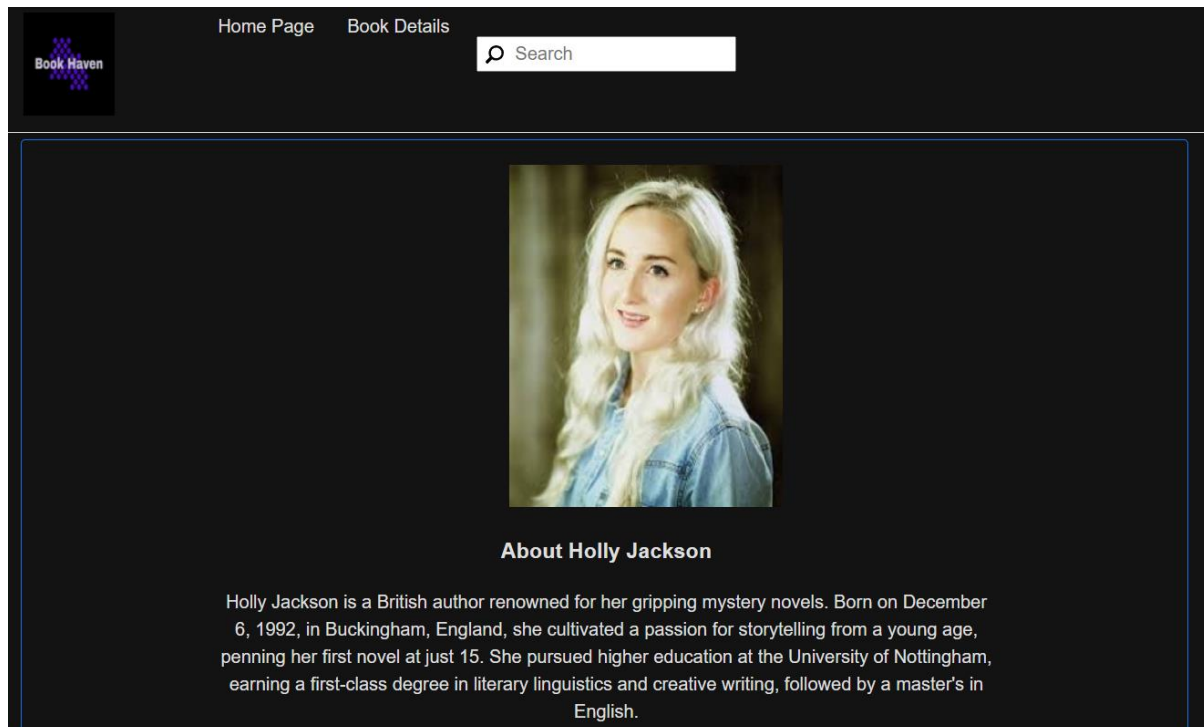 Book Haven
Home Page
Book Details
Search
About Holly Jackson
Holly Jackson is a British author renowned for her gripping mystery novels. Born on December
6, 1992, in Buckingham, England, she cultivated a passion for storytelling from a young age,
penning her first novel at just 15. She pursued higher education at the University of Nottingham,
earning a first-class degree in literary linguistics and creative writing, followed by a master's in
English.